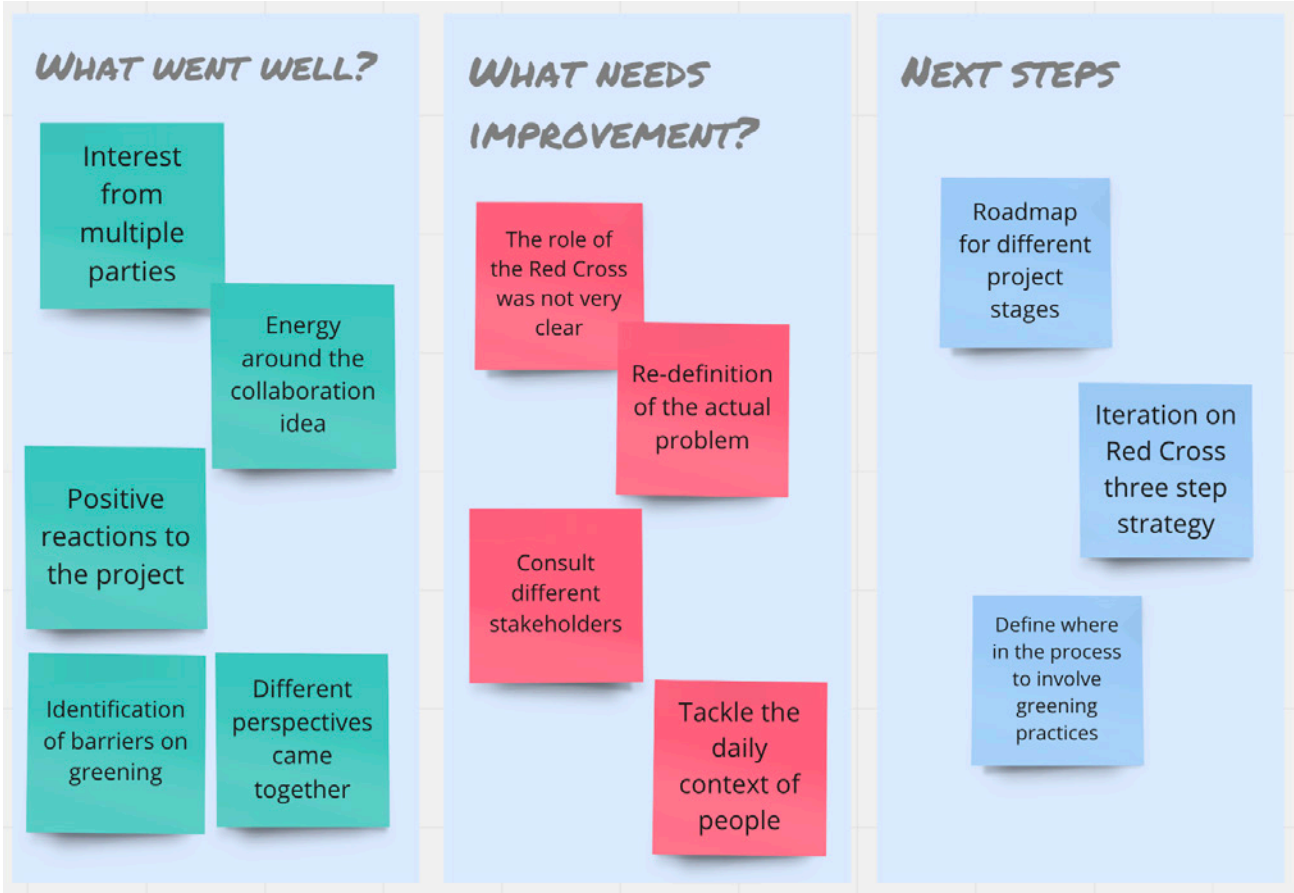 WHAT WENT WELL?
Interest
from
multiple
parties
Energy
around the
collaboration
idea
Positive
reactions to
the project
Identification
of barriers on
greening
Different
perspectives
came
together
WHAT NEEDS
IMPROVEMENT?
The role of
the Red Cross
was not very
clear
Re-definition
of the actual
problem
Consult
different
stakeholders
Tackle the
daily
context of
people
NEXT STEPS
Roadmap
for different
project
stages
Iteration on
Red Cross
three step
strategy
Define where
in the process
to involve
greening
practices